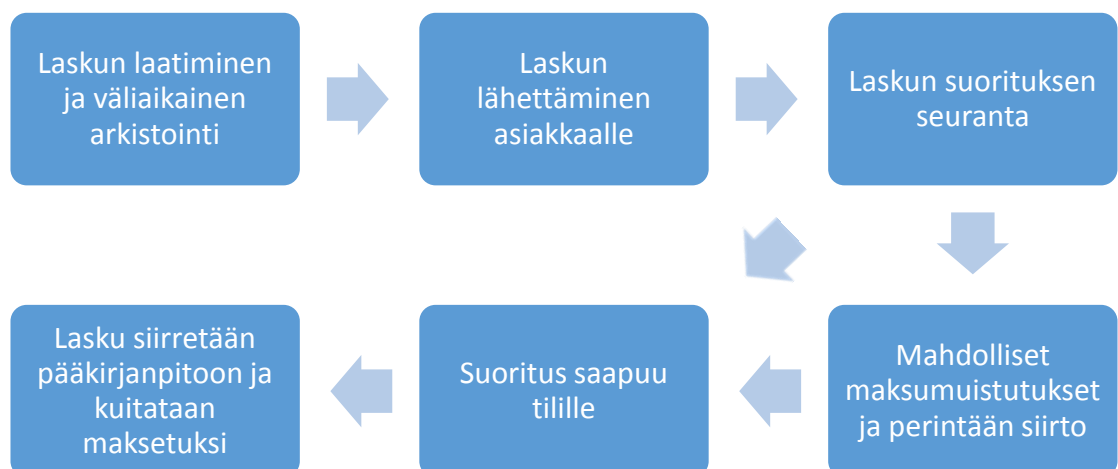 Laskun laatiminen
ja väliaikainen
arkistointi
Laskun
lähettäminen
asiakkaalle
Laskun suorituksen
seuranta
Mahdolliset
maksumuistutukset
ja perintään siirto
Suoritus saapuu
tilille
Lasku siirretään
pääkirjanpitoon ja
kuitataan
maksetuksi